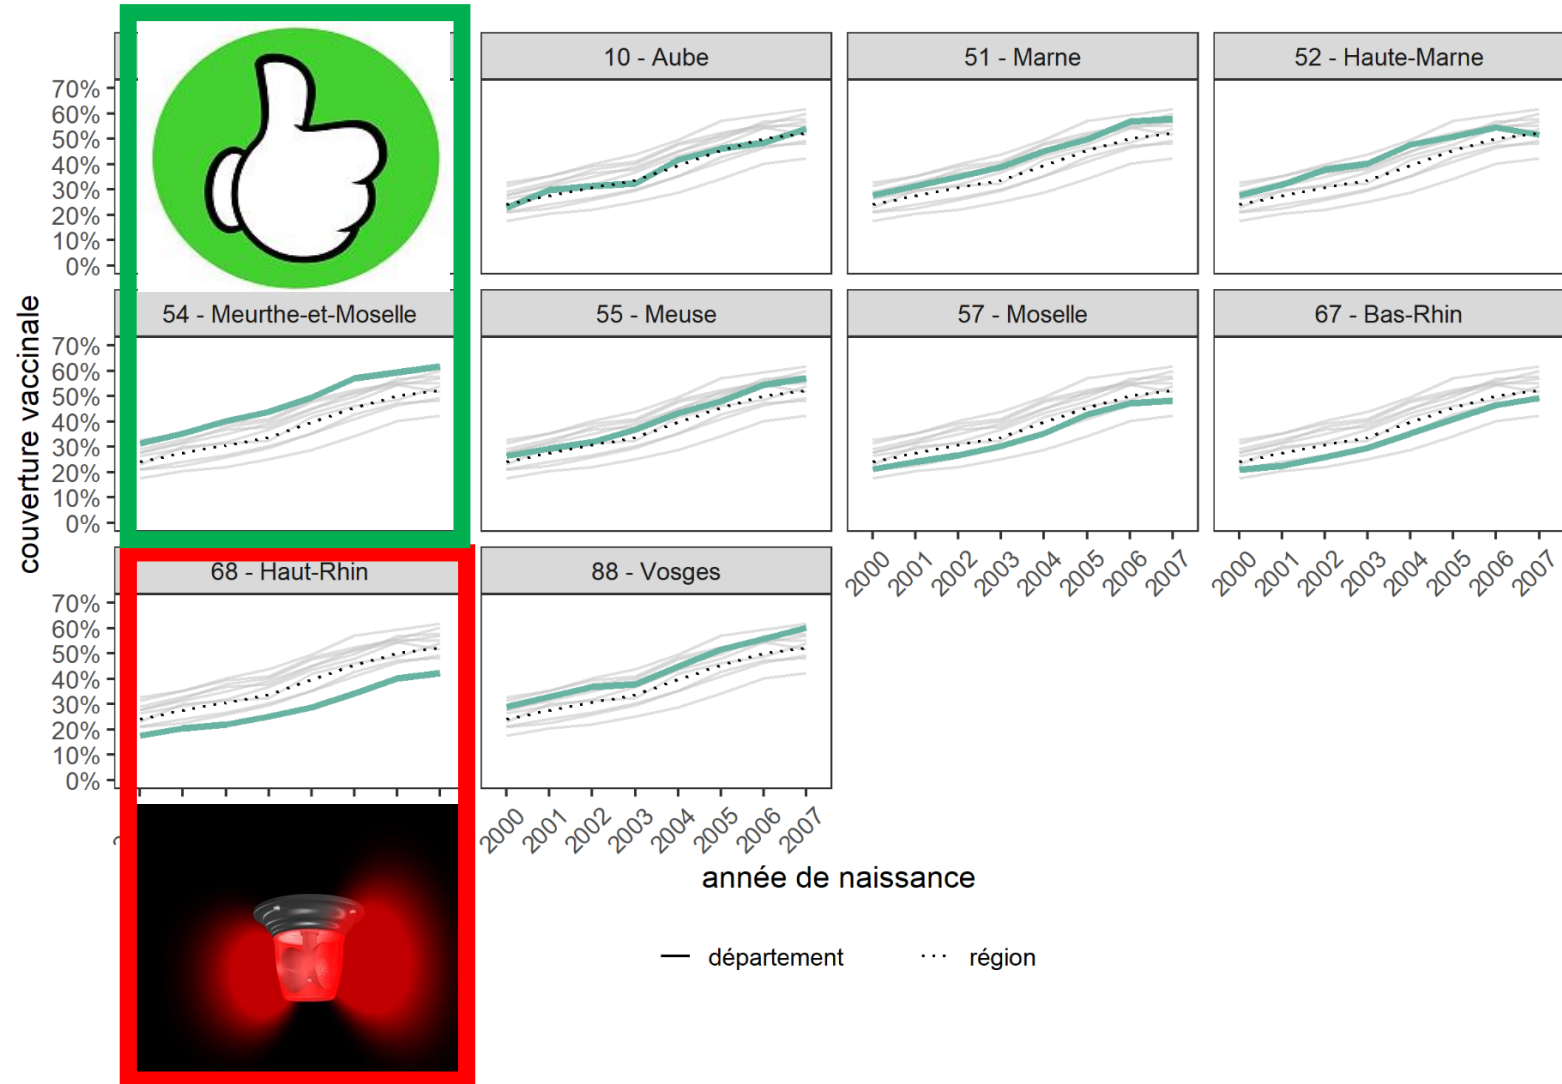 10 - Aube
51 - Marne
52 - Haute-Marne
70%
60%
50%
40%
30%
20%
10%
0%
54 - Meurthe-et-Moselle
55 - Meuse
57 - Moselle
67 - Bas-Rhin
70%
60%
50%
40%
30%
20%
10%
0%
couverture vaccinale
2000 2001 2002 2003 2004 2005 2006 2007
2000 2001 2002 2003 2004 2005 2006 2007
68 - Haut-Rhin
88 - Vosges
70%
60%
50%
40%
30%
20%
10%
0%
2000 2001 2002 2003 2004 2005 2006 2007
année de naissance
département
région